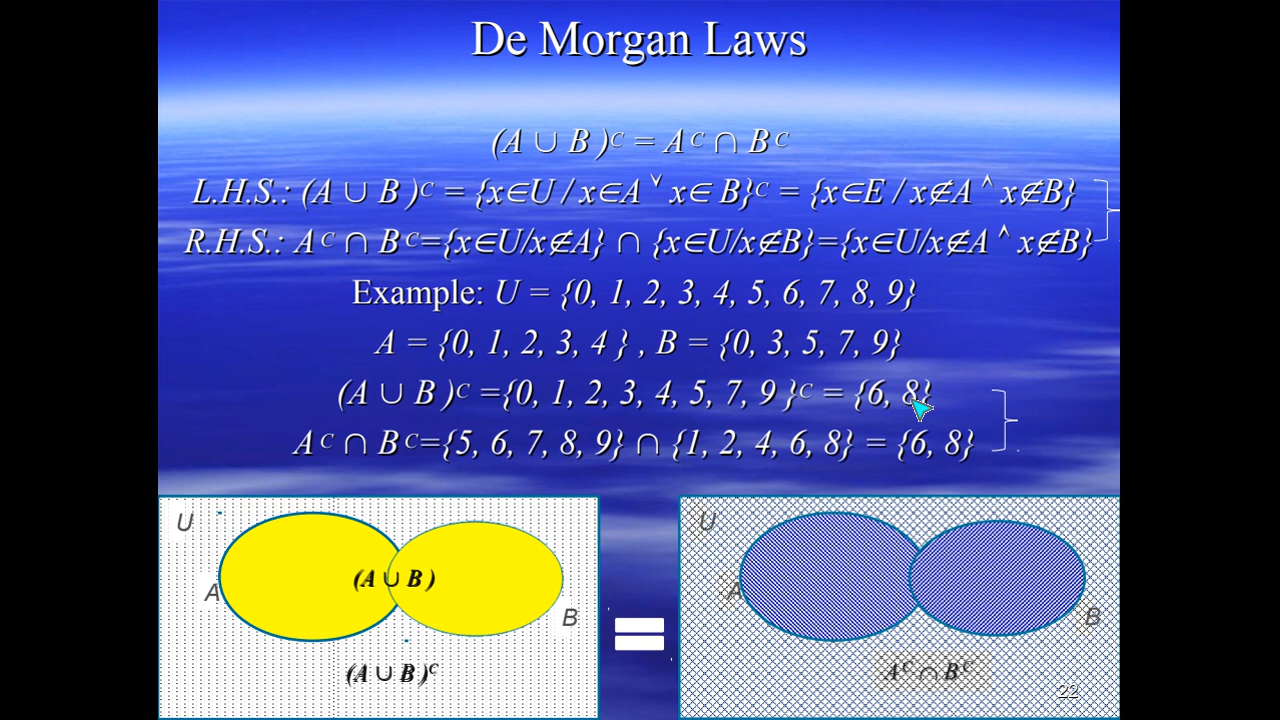 De Morgan Laws
(A ∪ B )ᶜ = A ᶜ ∩ B ᶜ
L.H.S.: (A ∪ B )ᶜ = {x∈U / x∈A ˅ x∈ B}ᶜ = {x∈E / x∉A ˄ x∉B}
R.H.S.: A ᶜ ∩ B ᶜ={x∈U/x∉A} ∩ {x∈U/x∉B}={x∈U/x∉A ˄ x∉B}
Example: U = {0, 1, 2, 3, 4, 5, 6, 7, 8, 9}
A = {0, 1, 2, 3, 4 } , B = {0, 3, 5, 7, 9}
(A ∪ B )ᶜ ={0, 1, 2, 3, 4, 5, 7, 9 }ᶜ = {6, 8}
A ᶜ ∩ B ᶜ={5, 6, 7, 8, 9} ∩ {1, 2, 4, 6, 8} = {6, 8}
U
(A ∪ B )
A
B
(A ∪ B )ᶜ
=
U
A
B
Aᶜ ∩ Bᶜ
22